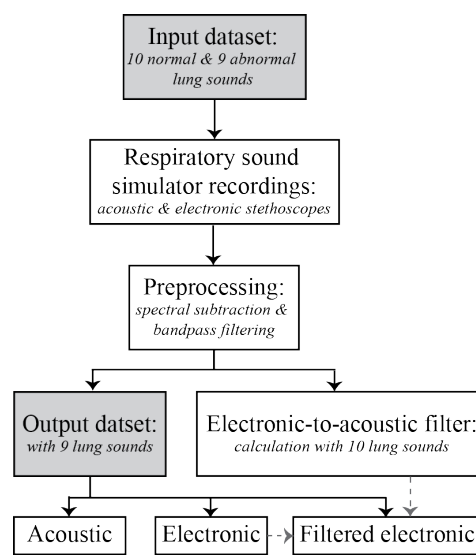 Input dataset:
10 normal & 9 abnormal
lung sounds
Respiratory sound
simulator recordings:
acoustic & electronic stethoscopes
Preprocessing:
spectral subtraction &
bandpass filtering
Output datset:
with 9 lung sounds
Electronic-to-acoustic filter:
calculation with 10 lung sounds
Acoustic
Electronic
Filtered electronic